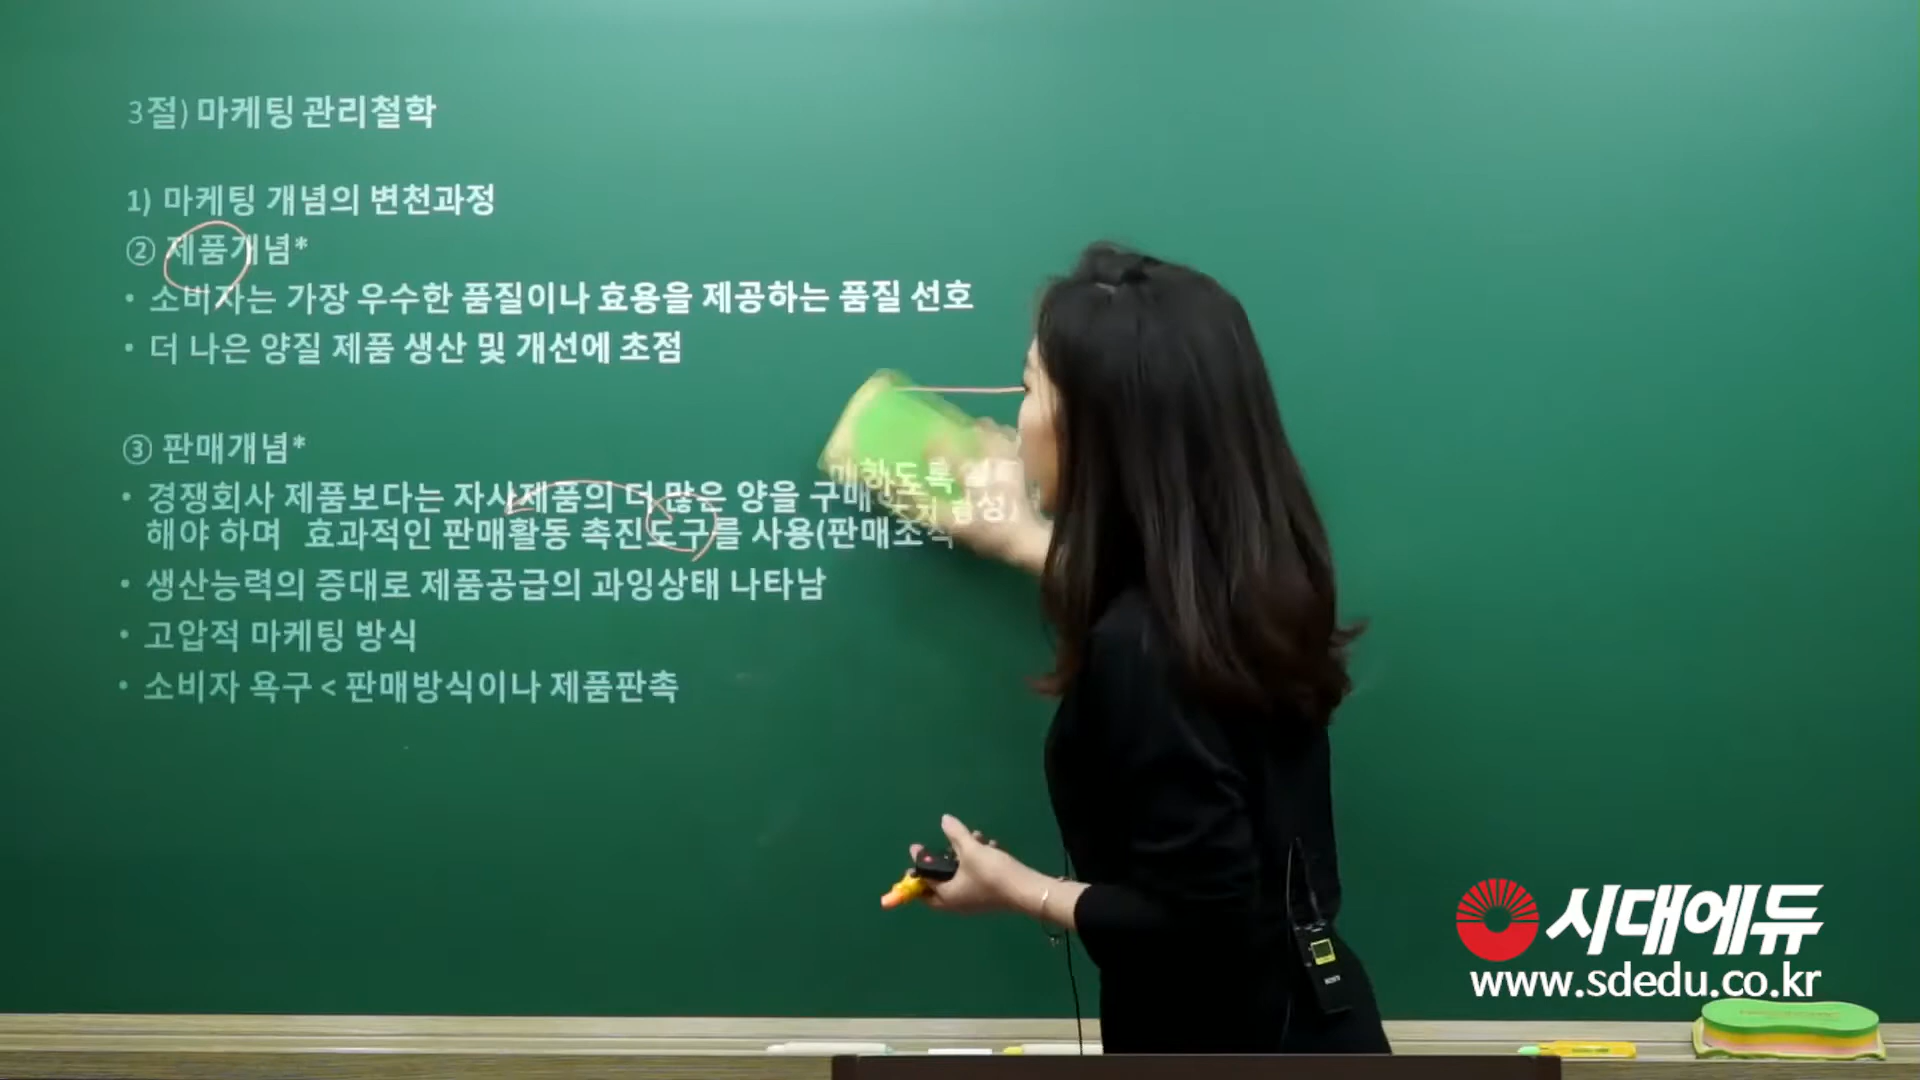 3절) 마케팅 관리철학
1) 마케팅 개념의 변천과정
② 제품개념*
• 소비자는 가장 우수한 품질이나 효용을 제공하는 품질 선호
• 더 나은 양질 제품 생산 및 개선에 초점
③ 판매개념*
• 경쟁회사 제품보다는 자사제품의 더 많은 양을 구매하도록
해야 하며 효과적인 판매활동 촉진도구를 사용(판매조직 형성)
• 생산능력의 증대로 제품공급의 과잉상태 나타남
• 고압적 마케팅 방식
• 소비자 욕구 < 판매방식이나 제품판촉
시대에듀
www.sdedu.co.kr